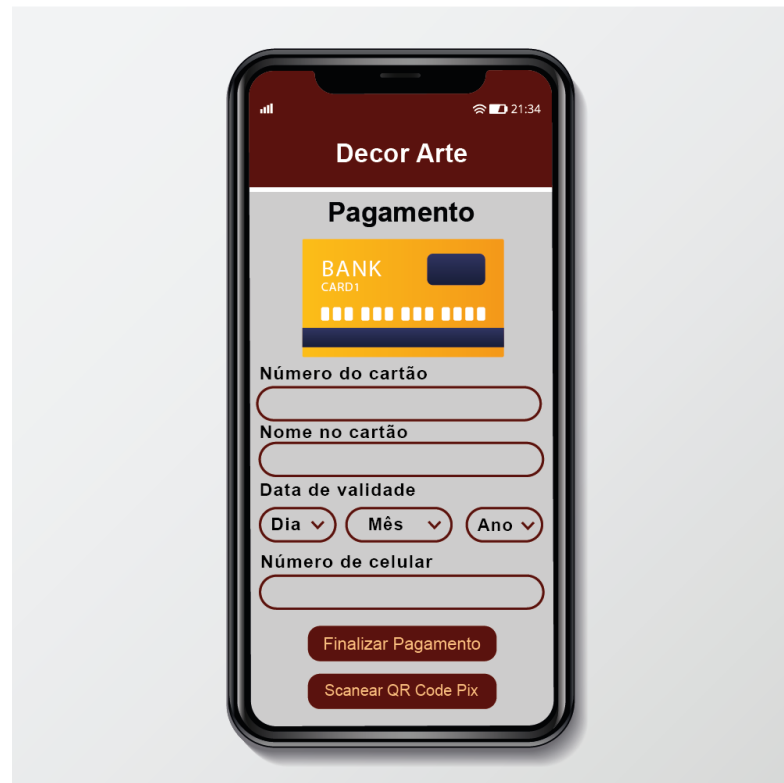 21:34
Decor Arte
Pagamento
BANK
CARD1
Número do cartão
Nome no cartão
Data de validade
Dia Mês Ano
Número de celular
Finalizar Pagamento
Scanear QR Code Pix